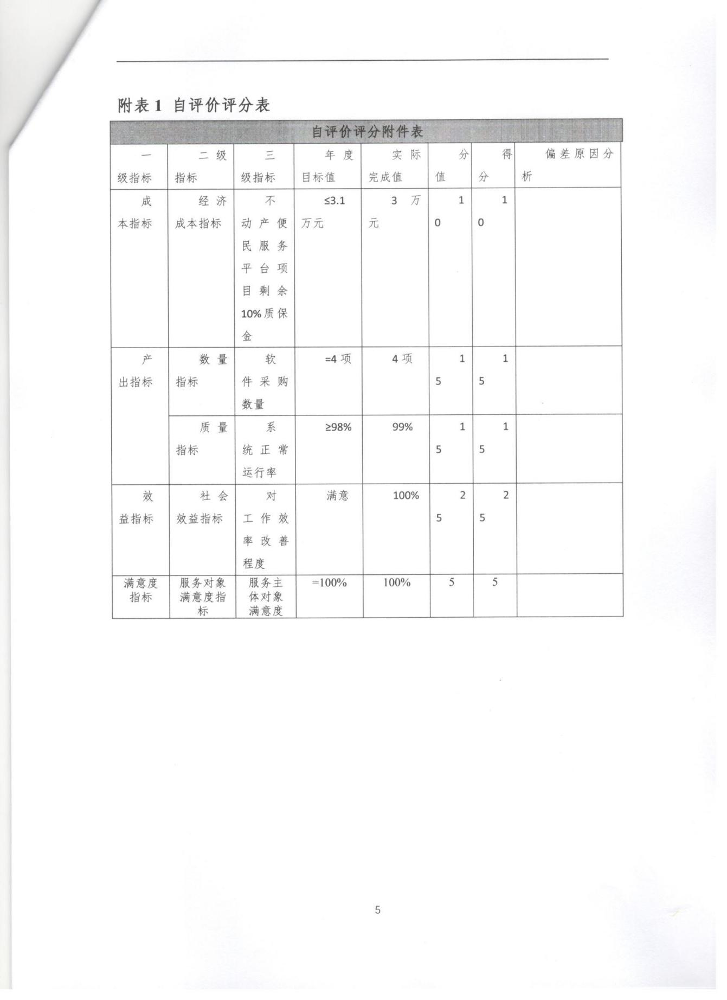 附表 1 自评价评分表
自评价评分附件表
一级指标 二级指标 三级指标 年度目标值 实际完成值 分值 得分 偏差原因分析
成本指标 经济成本指标 不动产便民服务平台项目剩余10%质保金 ≤3.1万元 3万元 10 10
产出指标 数量指标 软件采购数量 =4项 4项 15 15
质量指标 系统正常运行率 ≥98% 99% 15 15
效益指标 社会效益指标 对工作效率改善程度 满意 100% 25 25
满意度指标 服务对象满意度指标 服务主体对象满意度 =100% 100% 5 5
5